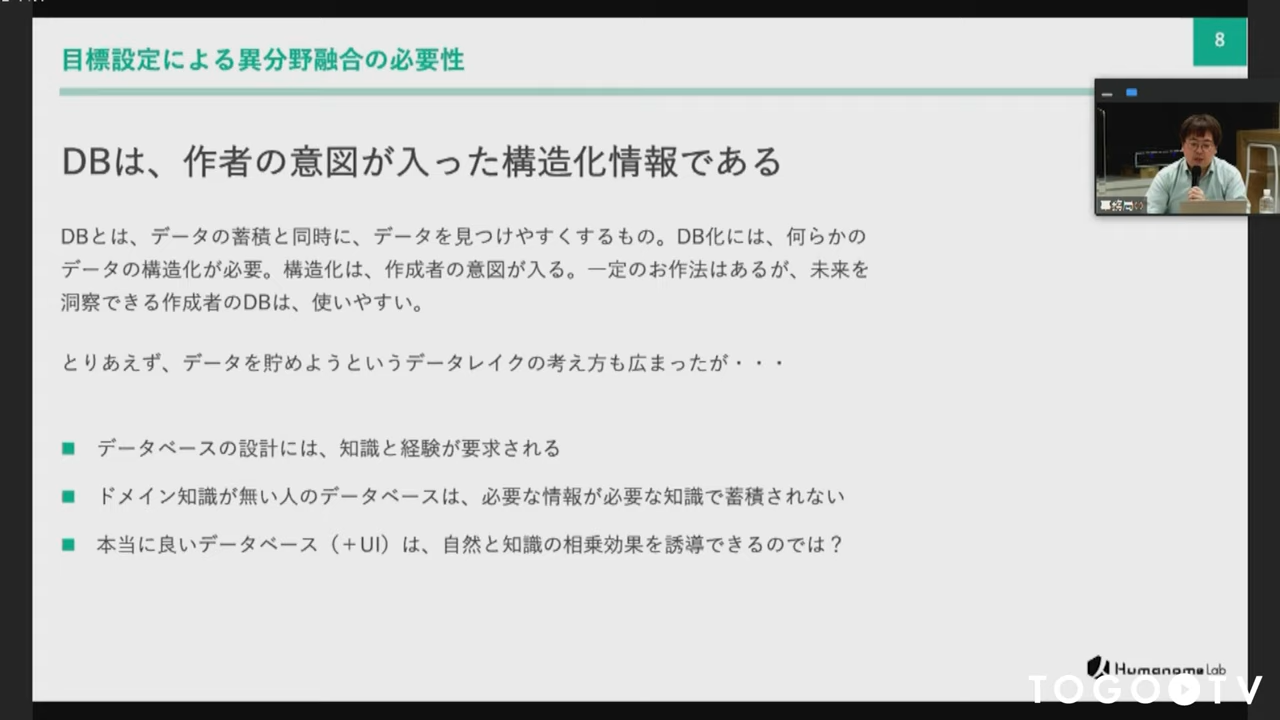 目標設定による異分野融合の必要性
8
DBは、作者の意図が入った構造化情報である
DBとは、データの蓄積と同時に、データを見つけやすくするもの。DB化には、何らかの
データの構造化が必要。構造化は、作成者の意図が入る。一定のお作法はあるが、未来を
洞察できる作成者のDBは、使いやすい。
とりあえず、データを貯めようというデータレイクの考え方も広まったが・・・
■ データベースの設計には、知識と経験が要求される
■ ドメイン知識が無い人のデータベースは、必要な情報が必要な知識で蓄積されない
■ 本当に良いデータベース（＋UI）は、自然と知識の相乗効果を誘導できるのでは？
Humanome Lab
TOGO TV